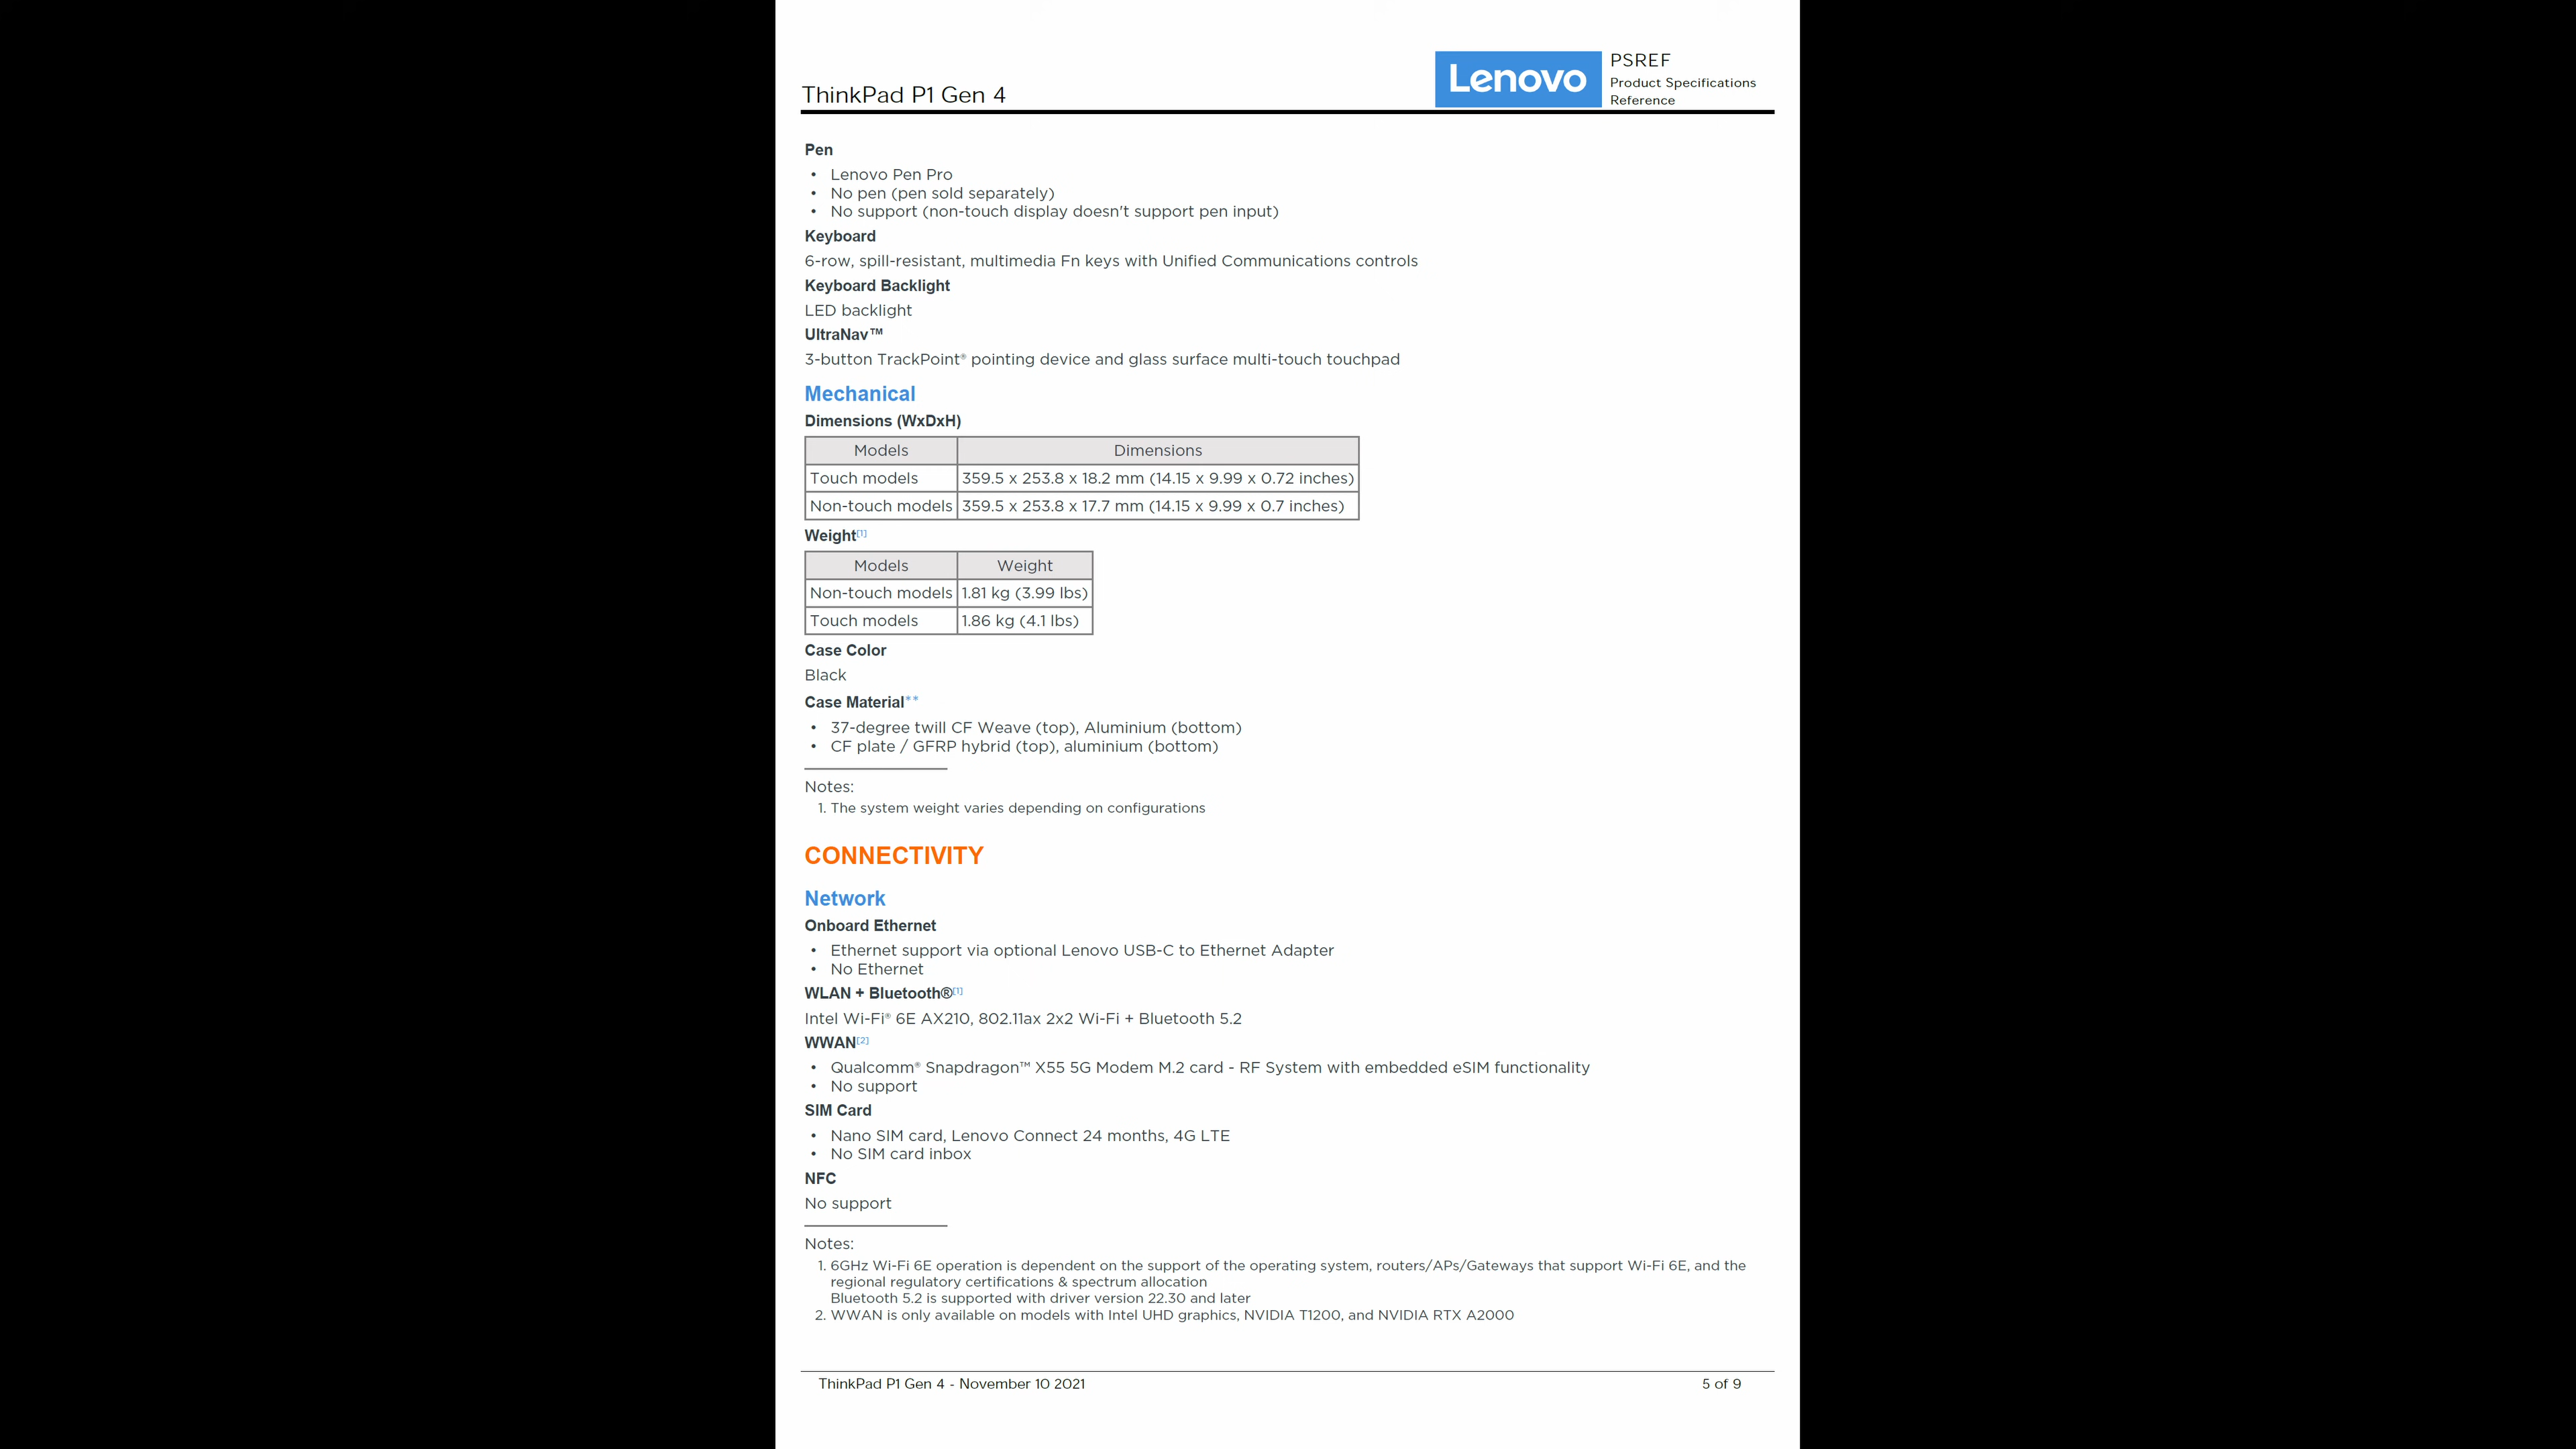 ThinkPad P1 Gen 4
Lenovo
PSREF
Product Specifications
Reference
Pen
• Lenovo Pen Pro
• No pen (pen sold separately)
• No support (non-touch display doesn't support pen input)
Keyboard
6-row, spill-resistant, multimedia Fn keys with Unified Communications controls
Keyboard Backlight
LED backlight
UltraNav™
3-button TrackPoint® pointing device and glass surface multi-touch touchpad
Mechanical
Dimensions (WxDxH)
Models Dimensions
Touch models 359.5 x 253.8 x 18.2 mm (14.15 x 9.99 x 0.72 inches)
Non-touch models 359.5 x 253.8 x 17.7 mm (14.15 x 9.99 x 0.7 inches)
Weight[1]
Models Weight
Non-touch models 1.81 kg (3.99 lbs)
Touch models 1.86 kg (4.1 lbs)
Case Color
Black
Case Material**
• 37-degree twill CF Weave (top), Aluminium (bottom)
• CF plate / GFRP hybrid (top), aluminium (bottom)
Notes:
1. The system weight varies depending on configurations
CONNECTIVITY
Network
Onboard Ethernet
• Ethernet support via optional Lenovo USB-C to Ethernet Adapter
• No Ethernet
WLAN + Bluetooth®[1]
Intel Wi-Fi® 6E AX210, 802.11ax 2x2 Wi-Fi + Bluetooth 5.2
WWAN[2]
• Qualcomm® Snapdragon™ X55 5G Modem M.2 card - RF System with embedded eSIM functionality
• No support
SIM Card
• Nano SIM card, Lenovo Connect 24 months, 4G LTE
• No SIM card inbox
NFC
No support
Notes:
1. 6GHz Wi-Fi 6E operation is dependent on the support of the operating system, routers/APs/Gateways that support Wi-Fi 6E, and the
regional regulatory certifications & spectrum allocation
Bluetooth 5.2 is supported with driver version 22.30 and later
2. WWAN is only available on models with Intel UHD graphics, NVIDIA T1200, and NVIDIA RTX A2000
ThinkPad P1 Gen 4 - November 10 2021
5 of 9